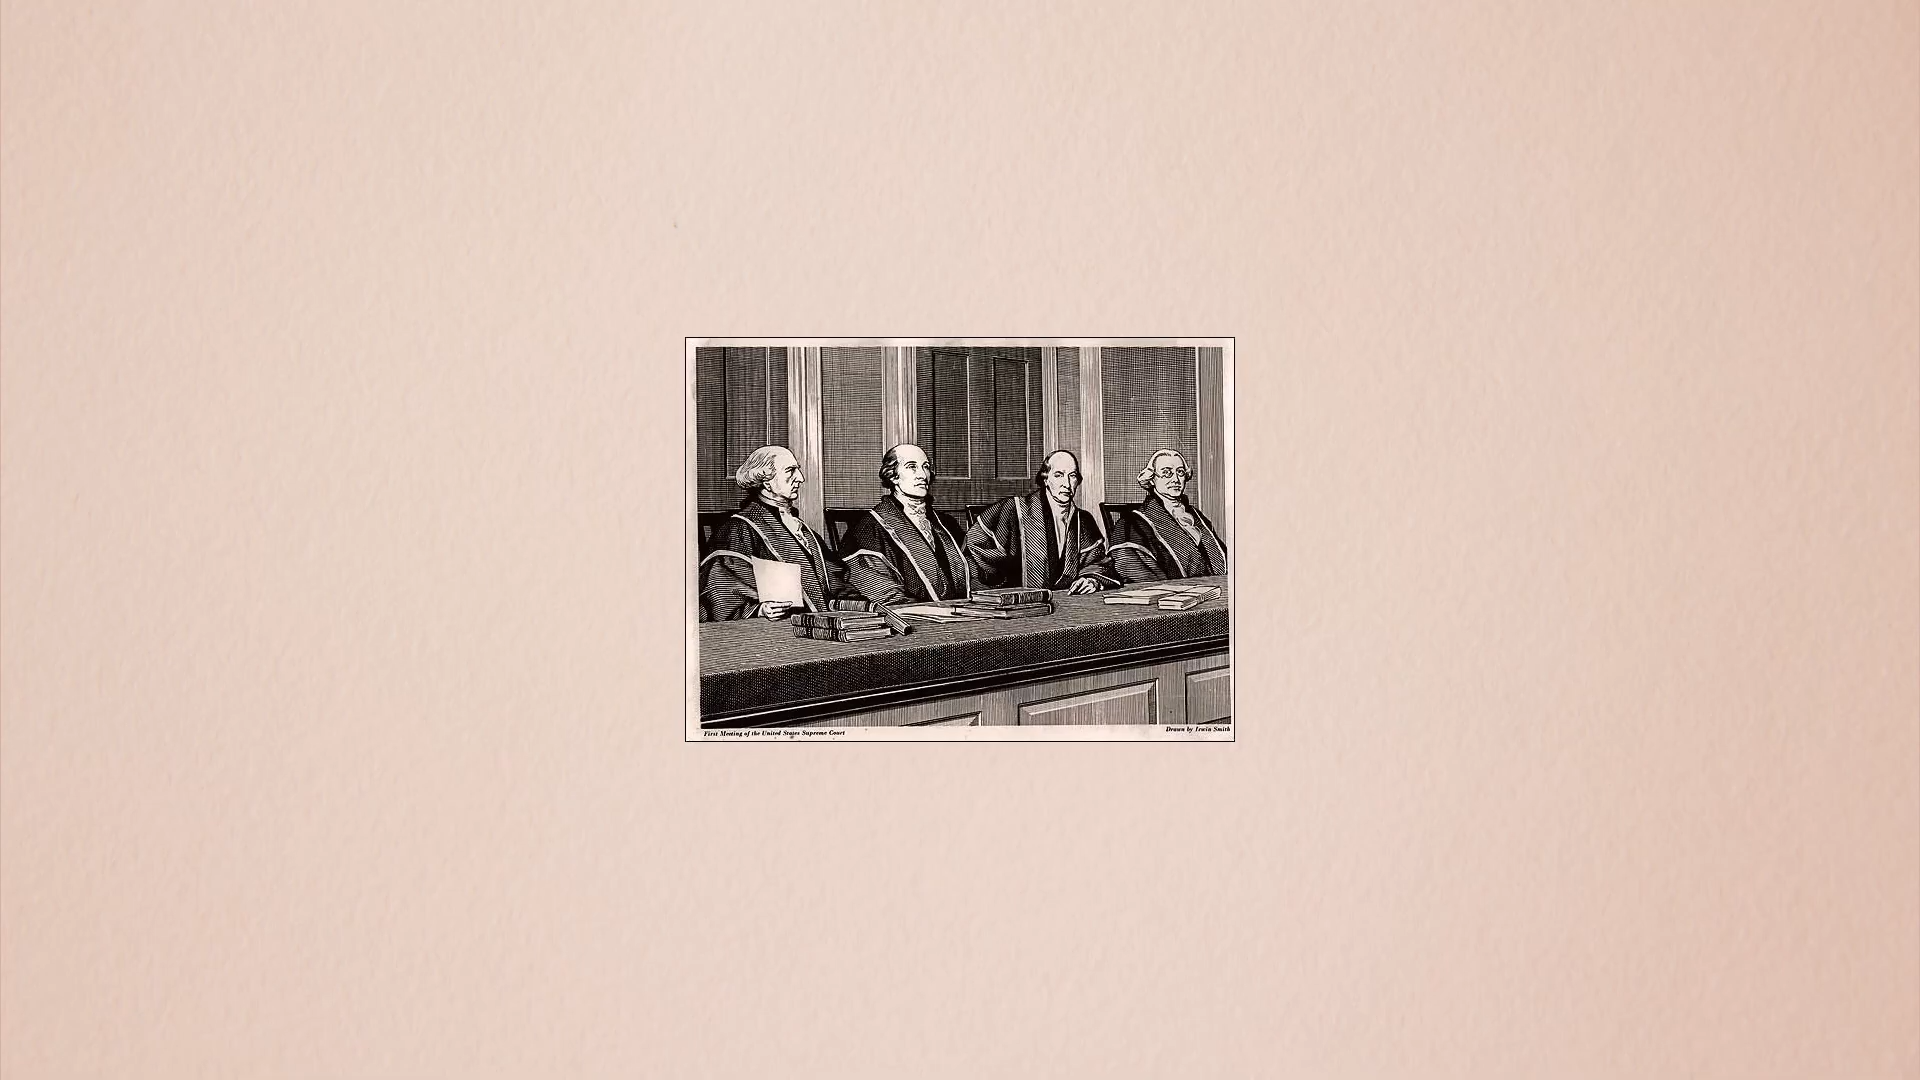 First Meeting of the United States Supreme Court
Drawn by Irwin Smith